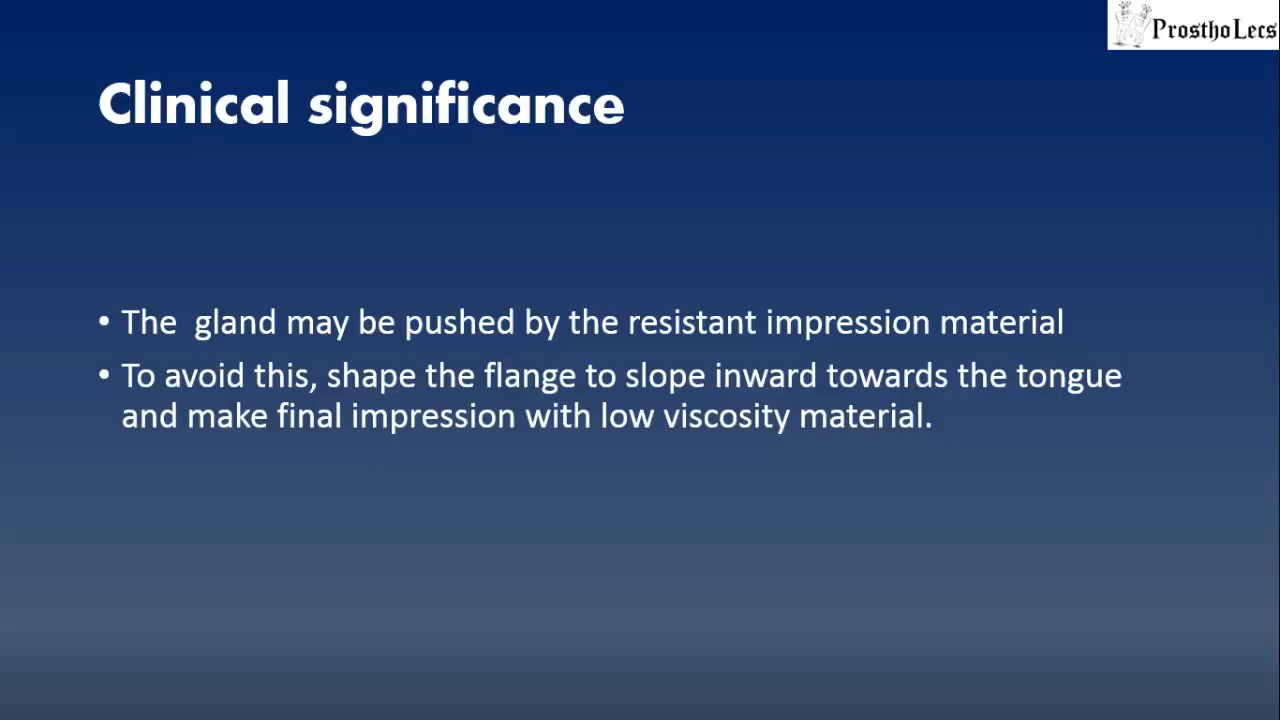 ProsthoLecs
Clinical significance
• The  gland may be pushed by the resistant impression material
• To avoid this, shape the flange to slope inward towards the tongue
and make final impression with low viscosity material.